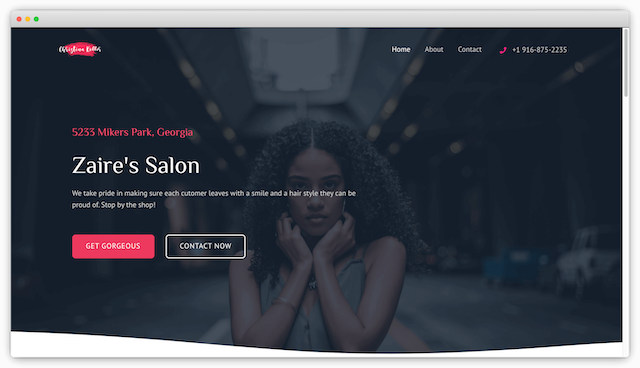 Home About Contact +1 916-875-2235
5233 Mikers Park, Georgia
Zaire's Salon
We take pride in making sure each cutomer leaves with a smile and a hair style they can be
proud of. Stop by the shop!
GET GORGEOUS CONTACT NOW